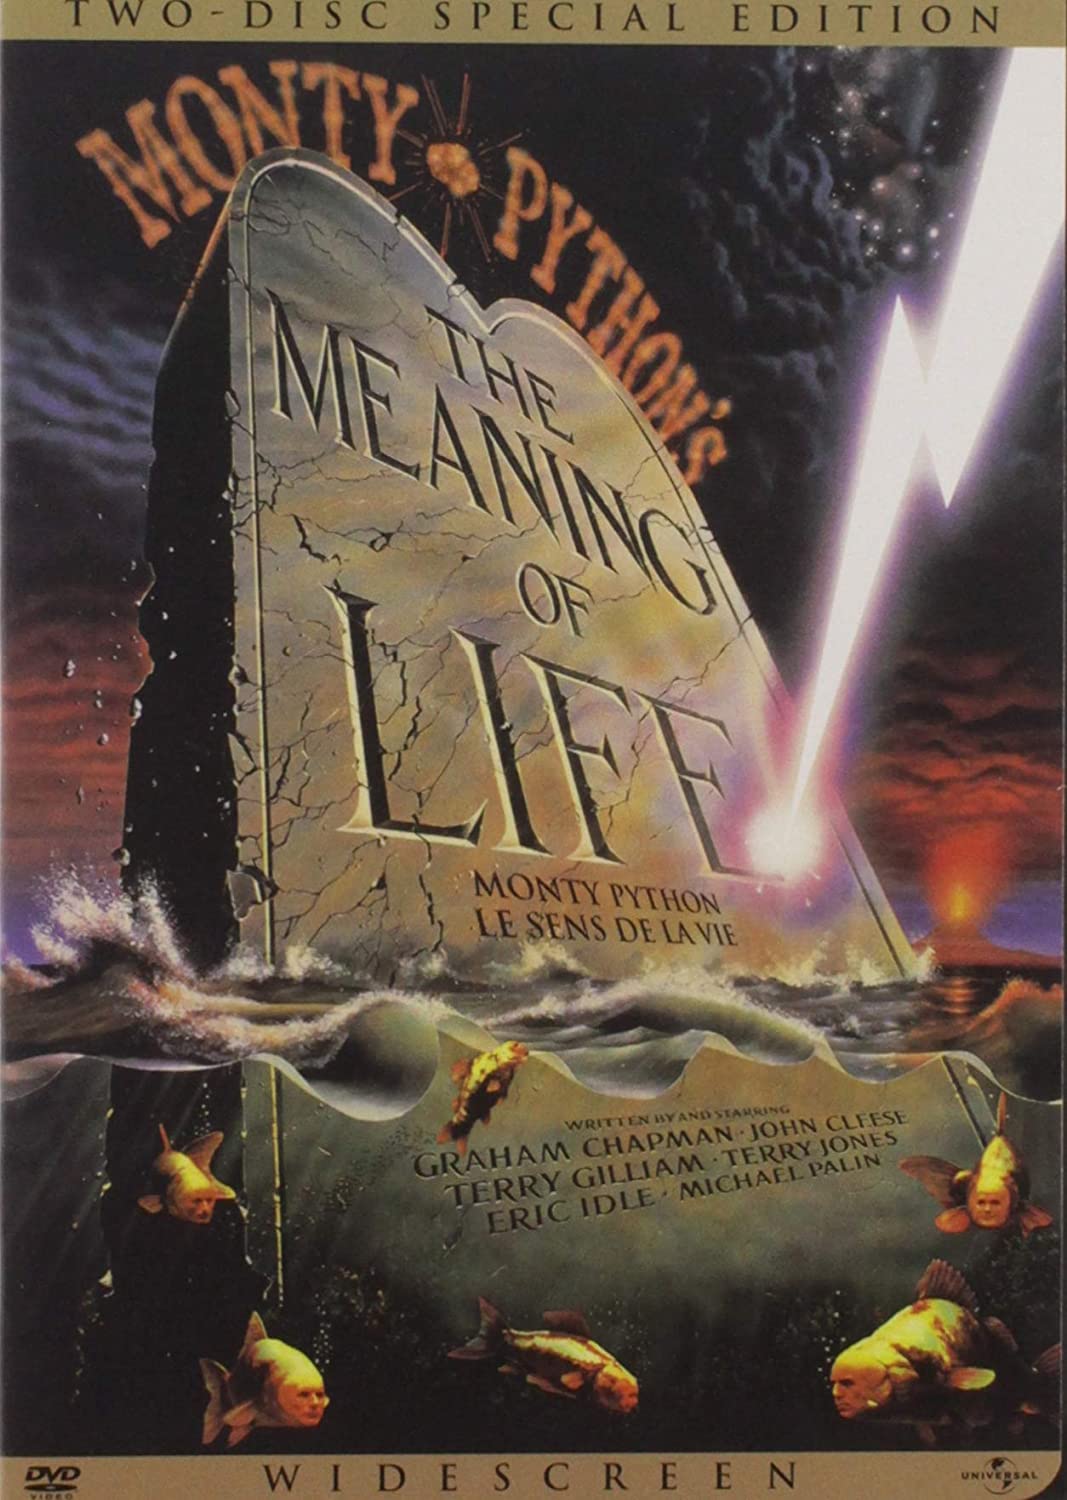 TWO-DISC SPECIAL EDITION
MONTY PYTHON'S
THE
MEANING
OF
LIFE
MONTY PYTHON
LE SENS DE LA VIE
WRITTEN BY AND STARRING
GRAHAM CHAPMAN · JOHN CLEESE
TERRY GILLIAM · TERRY JONES
ERIC IDLE · MICHAEL PALIN
WIDESCREEN
DVD
VIDEO
UNIVERSAL